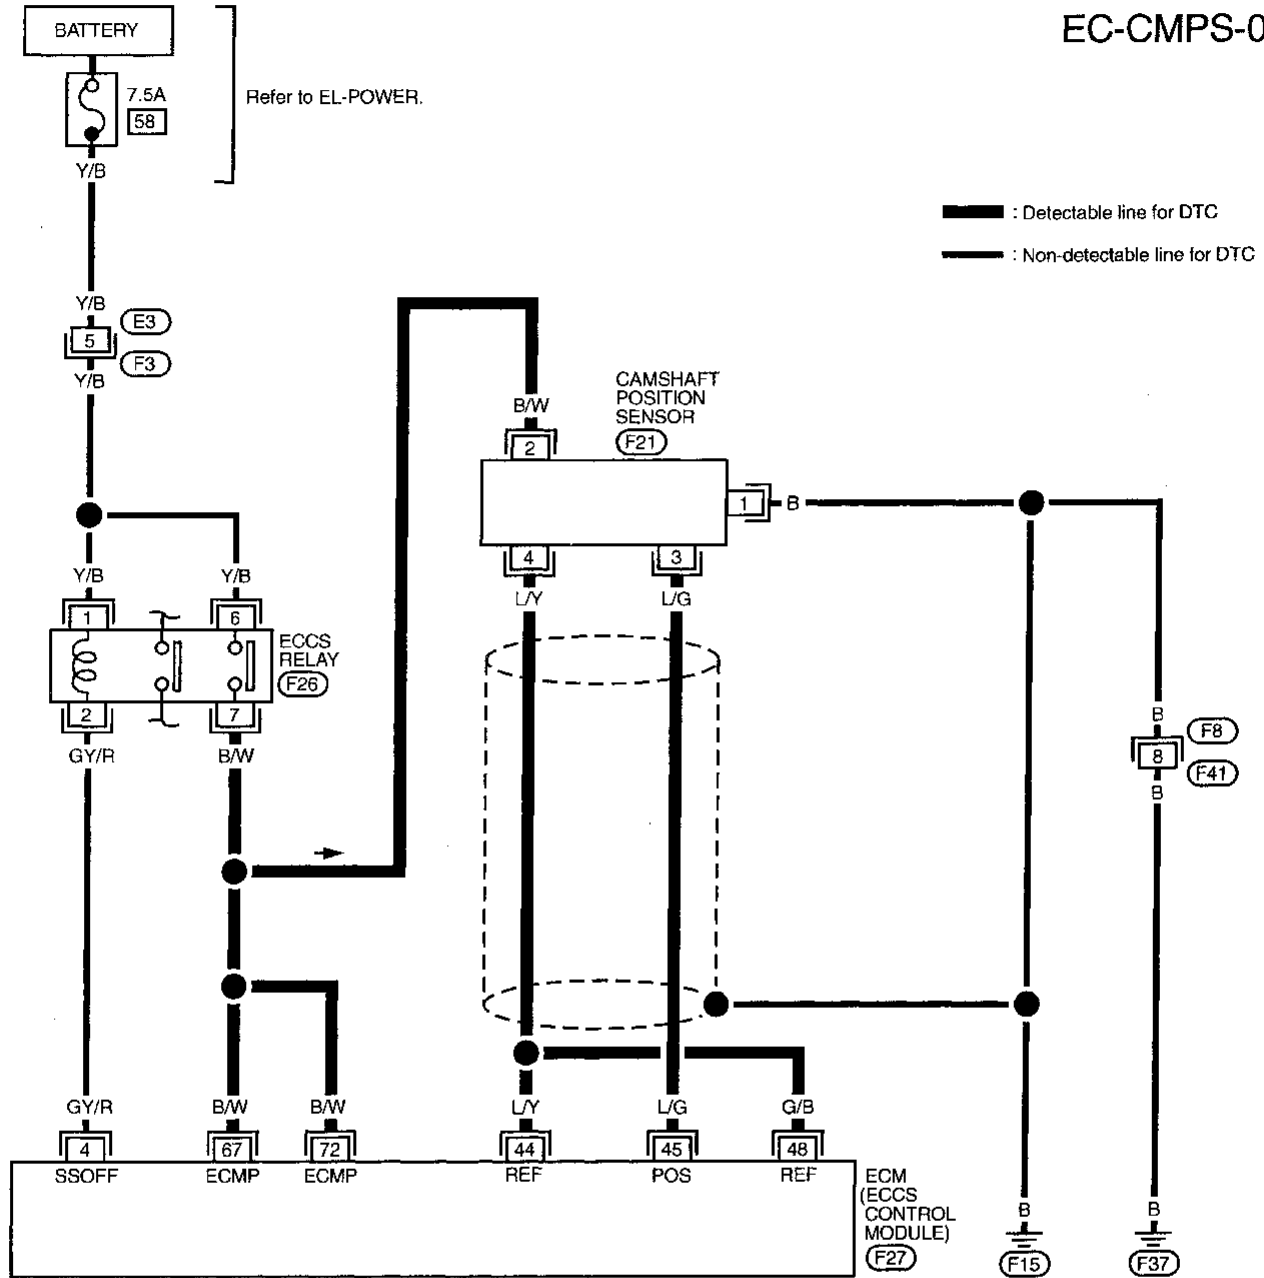 EC-CMPS-0
BATTERY
7.5A
58
Refer to EL-POWER.
Y/B
: Detectable line for DTC
: Non-detectable line for DTC
Y/B
5
E3
F3
Y/B
CAMSHAFT
POSITION
SENSOR
F21
B/W
2
1
B
4
3
L/Y
L/G
Y/B
Y/B
1
6
ECCS
RELAY
F26
2
7
GY/R
B/W
B
8
F8
F41
B
GY/R
B/W
B/W
L/Y
L/G
G/B
4
67
72
44
45
48
SSOFF
ECMP
ECMP
REF
POS
REF
ECM
(ECCS
CONTROL
MODULE)
F27
B
B
F15
F37